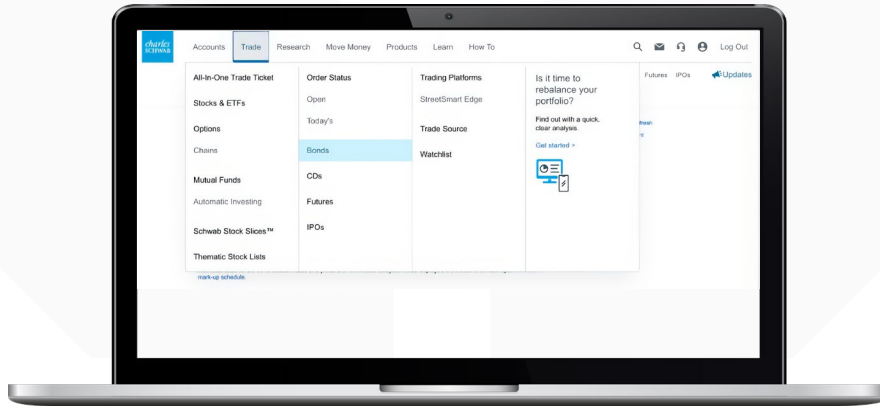 charles
SCHWAB
Accounts Trade Research Move Money Products Learn How To Log Out
Futures IPOs Updates
All-In-One Trade Ticket
Stocks & ETFs
Options
Chains
Mutual Funds
Automatic Investing
Schwab Stock Slices™
Thematic Stock Lists
Order Status
Open
Today's
Bonds
CDs
Futures
IPOs
Trading Platforms
StreetSmart Edge
Trade Source
Watchlist
Is it time to
rebalance your
portfolio?
Find out with a quick,
clear analysis.
Get started >
mark-up schedule.